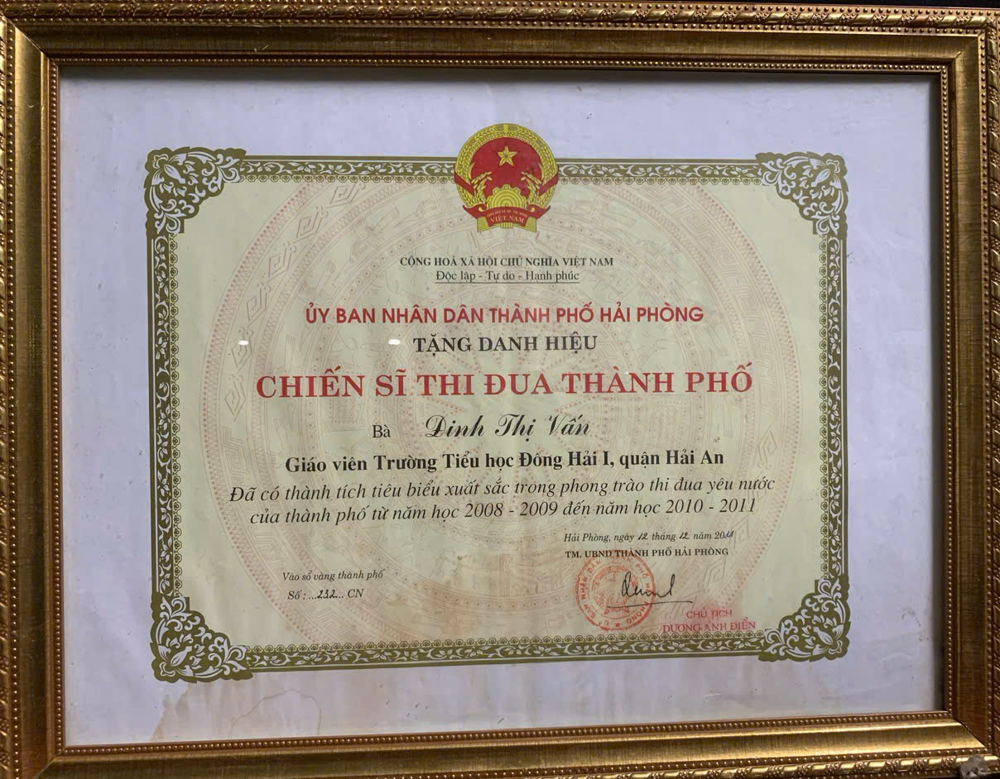 VIỆT NAM
CỘNG HOÀ XÃ HỘI CHỦ NGHĨA VIỆT NAM
Độc lập - Tự do - Hạnh phúc
ỦY BAN NHÂN DÂN THÀNH PHỐ HẢI PHÒNG
TẶNG DANH HIỆU
CHIẾN SĨ THI ĐUA THÀNH PHỐ
Bà Đinh Thị Vấn
Giáo viên Trường Tiểu học Đông Hải I, quận Hải An
Đã có thành tích tiêu biểu xuất sắc trong phong trào thi đua yêu nước
của thành phố từ năm học 2008 - 2009 đến năm học 2010 - 2011
Hải Phòng, ngày 12 tháng 12 năm 2011
TM. UBND THÀNH PHỐ HẢI PHÒNG
Vào sổ vàng thành phố
Số : ...232... CN
CHỦ TỊCH
DƯƠNG ANH ĐIỀN